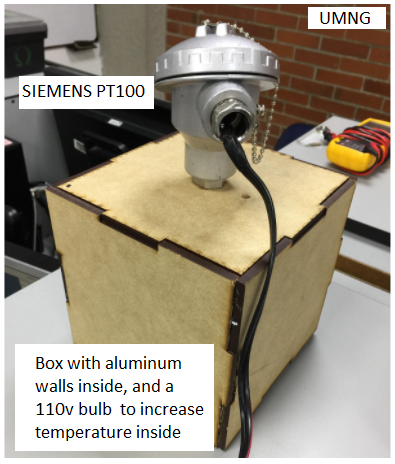 UMNG
SIEMENS PT100
Box with aluminum
walls inside, and a
110v bulb to increase
temperature inside